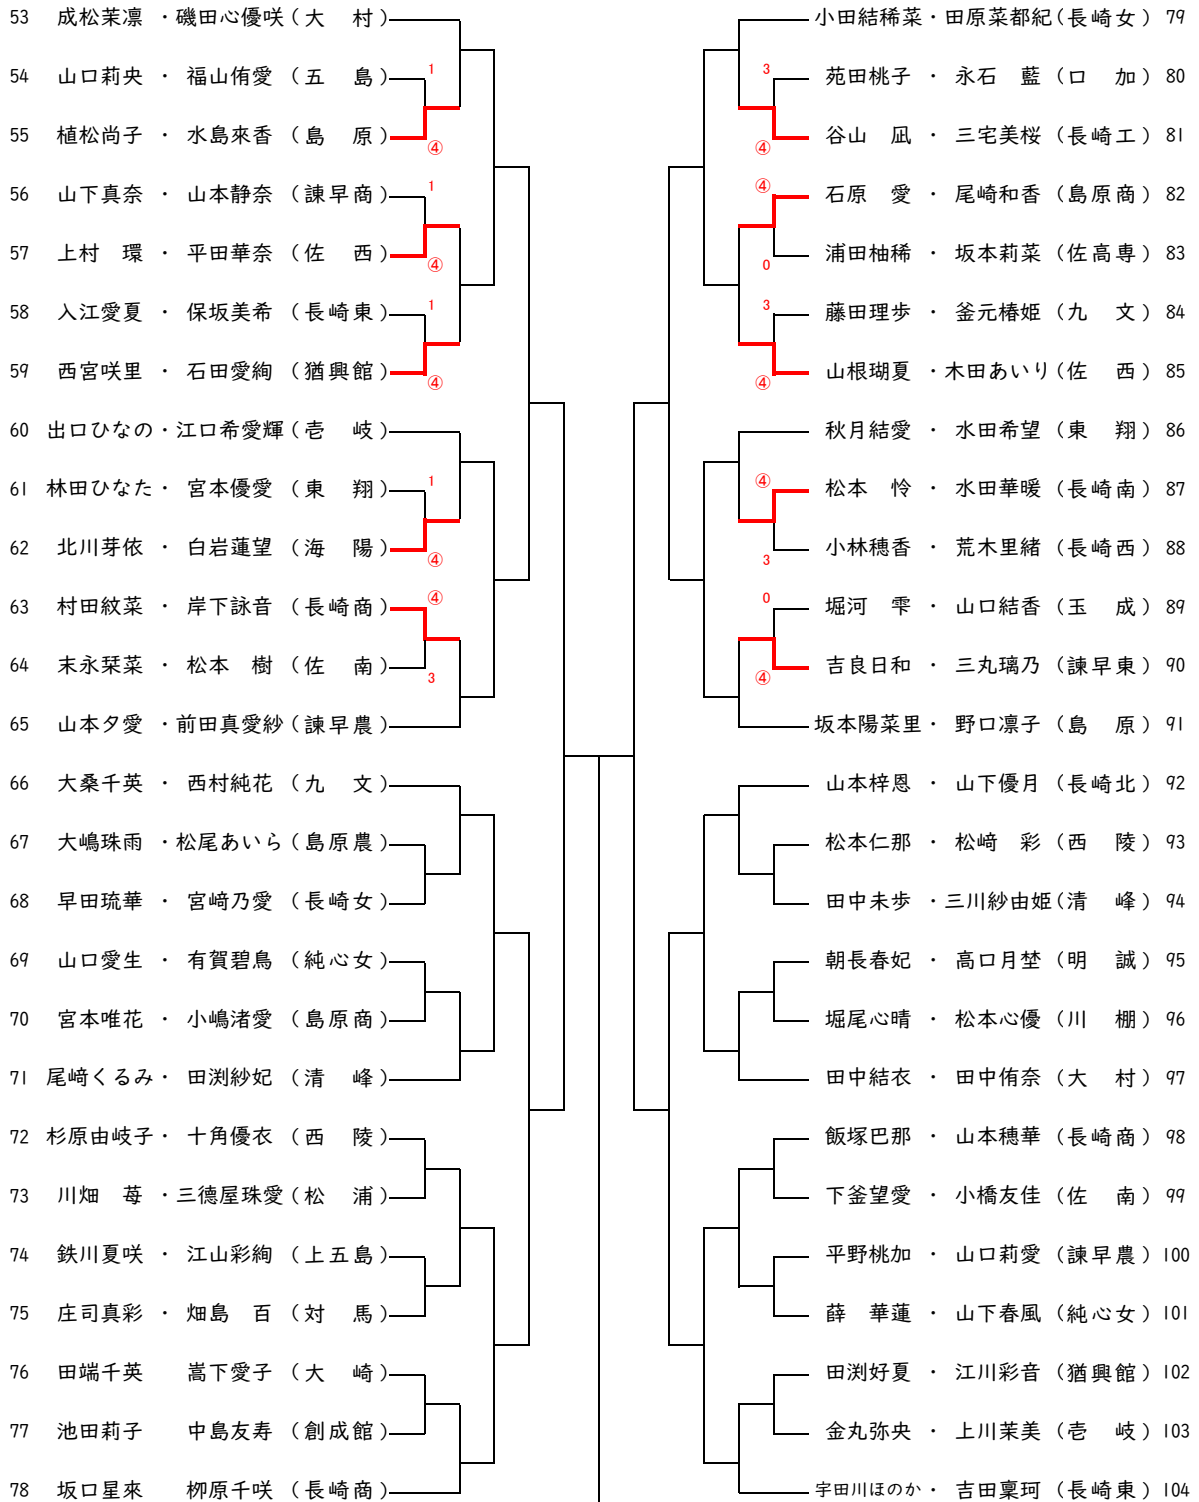 53 成松茉凛 ・磯田心優咲(大 村)
54 山口莉央 ・ 福山侑愛 (五 島) 1
55 植松尚子 ・ 水島來香 (島 原) ④
56 山下真奈 ・ 山本静奈 (諫早商) 1
57 上村 環 ・ 平田華奈 (佐 西) ④
58 入江愛夏 ・ 保坂美希 (長崎東) 1
59 西宮咲里 ・ 石田愛絢 (猶興館) ④
60 出口ひなの・江口希愛輝(壱 岐)
61 林田ひなた・ 宮本優愛 (東 翔) 1
62 北川芽依 ・ 白岩蓮望 (海 陽) ④
63 村田紋菜 ・ 岸下詠音 (長崎商) ④
64 末永栞菜 ・ 松本 樹 (佐 南) 3
65 山本夕愛 ・前田真愛紗(諫早農)
66 大桑千英 ・ 西村純花 (九 文)
67 大嶋珠雨 ・松尾あいら(島原農)
68 早田琉華 ・ 宮﨑乃愛 (長崎女)
69 山口愛生 ・ 有賀碧鳥 (純心女)
70 宮本唯花 ・ 小嶋渚愛 (島原商)
71 尾﨑くるみ・ 田渕紗妃 (清 峰)
72 杉原由岐子・ 十角優衣 (西 陵)
73 川畑 苺 ・三德屋珠愛(松 浦)
74 鉄川夏咲 ・ 江山彩絢 (上五島)
75 庄司真彩 ・ 畑島 百 (対 馬)
76 田端千英 嵩下愛子 (大 崎)
77 池田莉子 中島友寿 (創成館)
78 坂口星來 栁原千咲 (長崎商)
小田結稀菜・田原菜都紀(長崎女) 79
3 苑田桃子 ・ 永石 藍 (口 加) 80
④ 谷山 凪 ・ 三宅美桜(長崎工) 81
④ 石原 愛 ・ 尾崎和香 (島原商) 82
0 浦田柚稀 ・ 坂本莉菜 (佐高専) 83
3 藤田理歩 ・ 釜元椿姫 (九 文) 84
④ 山根瑚夏 ・木田あいり(佐 西) 85
秋月結愛 ・ 水田希望 (東 翔) 86
④ 松本 怜 ・ 水田華暖 (長崎南) 87
3 小林穂香 ・ 荒木里緒 (長崎西) 88
0 堀河 雫 ・ 山口結香 (玉 成) 89
④ 吉良日和 ・ 三丸璃乃 (諫早東) 90
坂本陽菜里・ 野口凛子 (島 原) 91
山本梓恩 ・ 山下優月 (長崎北) 92
松本仁那 ・ 松﨑 彩 (西 陵) 93
田中未歩 ・三川紗由姫(清 峰) 94
朝長春妃 ・ 高口月埜 (明 誠) 95
堀尾心晴 ・ 松本心優 (川 棚) 96
田中結衣 ・ 田中侑奈 (大 村) 97
飯塚巴那 ・ 山本穂華 (長崎商) 98
下釜望愛 ・ 小橋友佳 (佐 南) 99
平野桃加 ・ 山口莉愛 (諫早農) 100
薛 華蓮 ・ 山下春風 (純心女) 101
田渕好夏 ・ 江川彩音 (猶興館) 102
金丸弥央 ・ 上川茉美 (壱 岐) 103
宇田川ほのか・ 吉田稟珂 (長崎東) 104